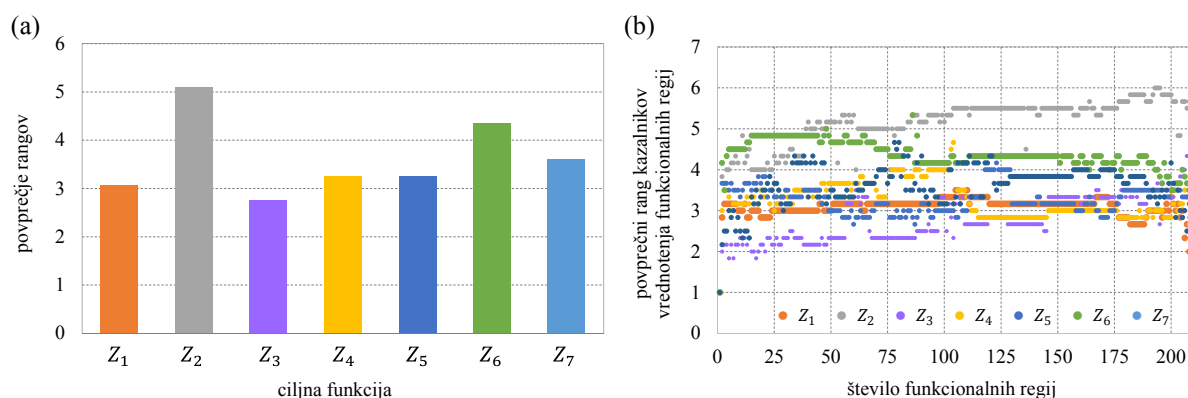 (a)
6
5
4
3
2
1
0
povprečje rangov
Z1 Z2 Z3 Z4 Z5 Z6 Z7
ciljna funkcija
(b)
7
6
5
4
3
2
1
povprečni rang kazalnikov
vrednotenja funkcionalnih regij
Z1 Z2 Z3 Z4 Z5 Z6 Z7
0 25 50 75 100 125 150 175 200
število funkcionalnih regij